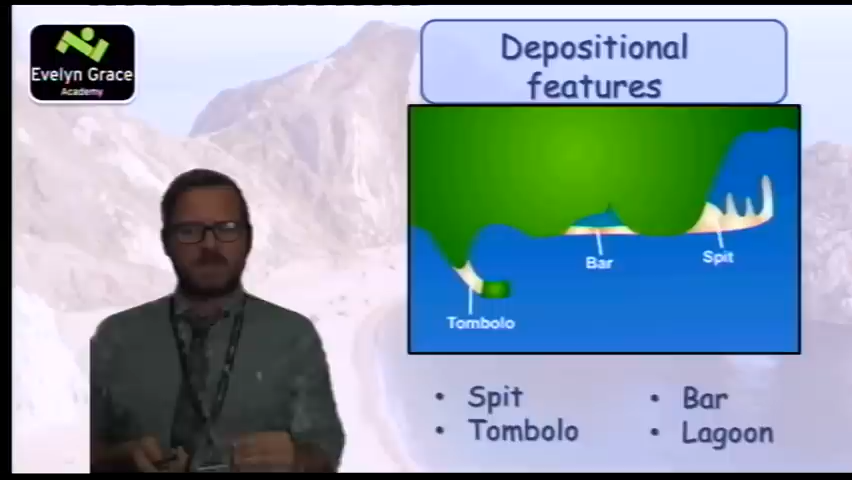 Evelyn Grace
Academy
Depositional
features
Bar
Spit
Tombolo
• Spit
• Tombolo
• Bar
• Lagoon